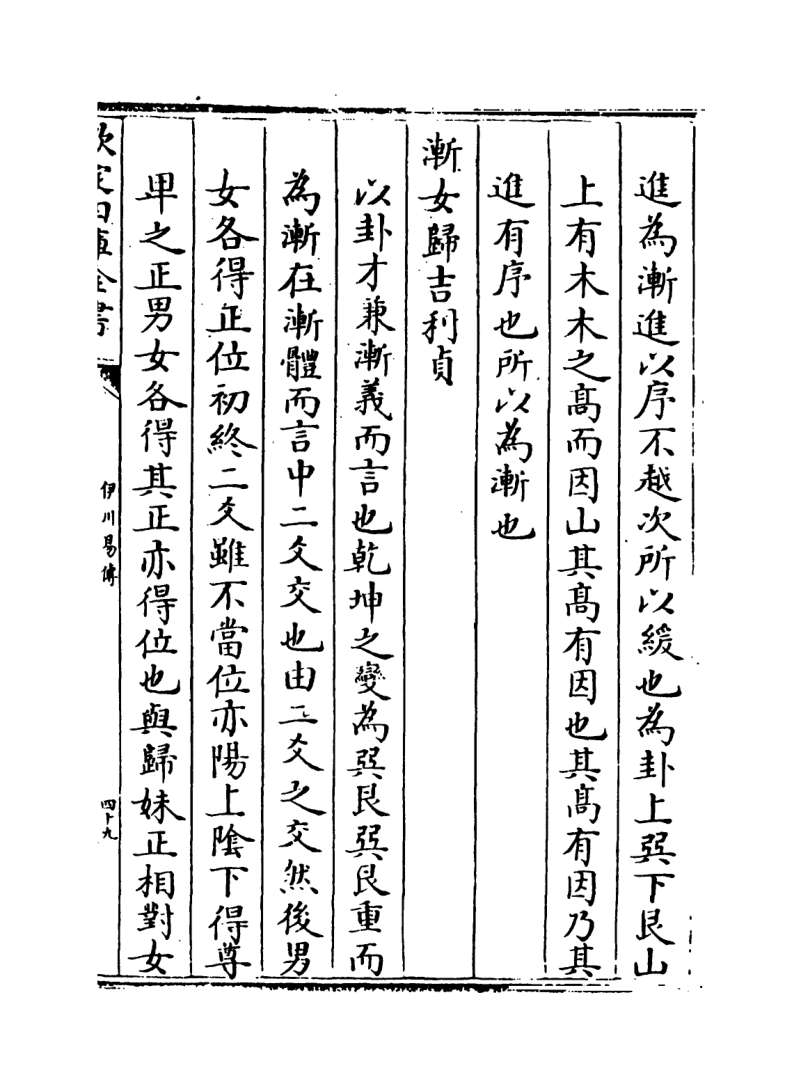 進為漸進以序不越次所以緩也為卦上巽下艮山
上有木木之髙而因山其髙有因也其髙有因乃其
進有序也所以為漸也
漸女歸吉利貞
以卦才兼漸義而言也乾坤之變為巽艮巽艮重而
為漸在漸體而言中二爻交也由二爻之交然後男
女各得正位初終二爻雖不當位亦陽上陰下得尊
卑之正男女各得其正亦得位也與歸妹正相對女
欽定四庫全書
伊川易傳
四十九